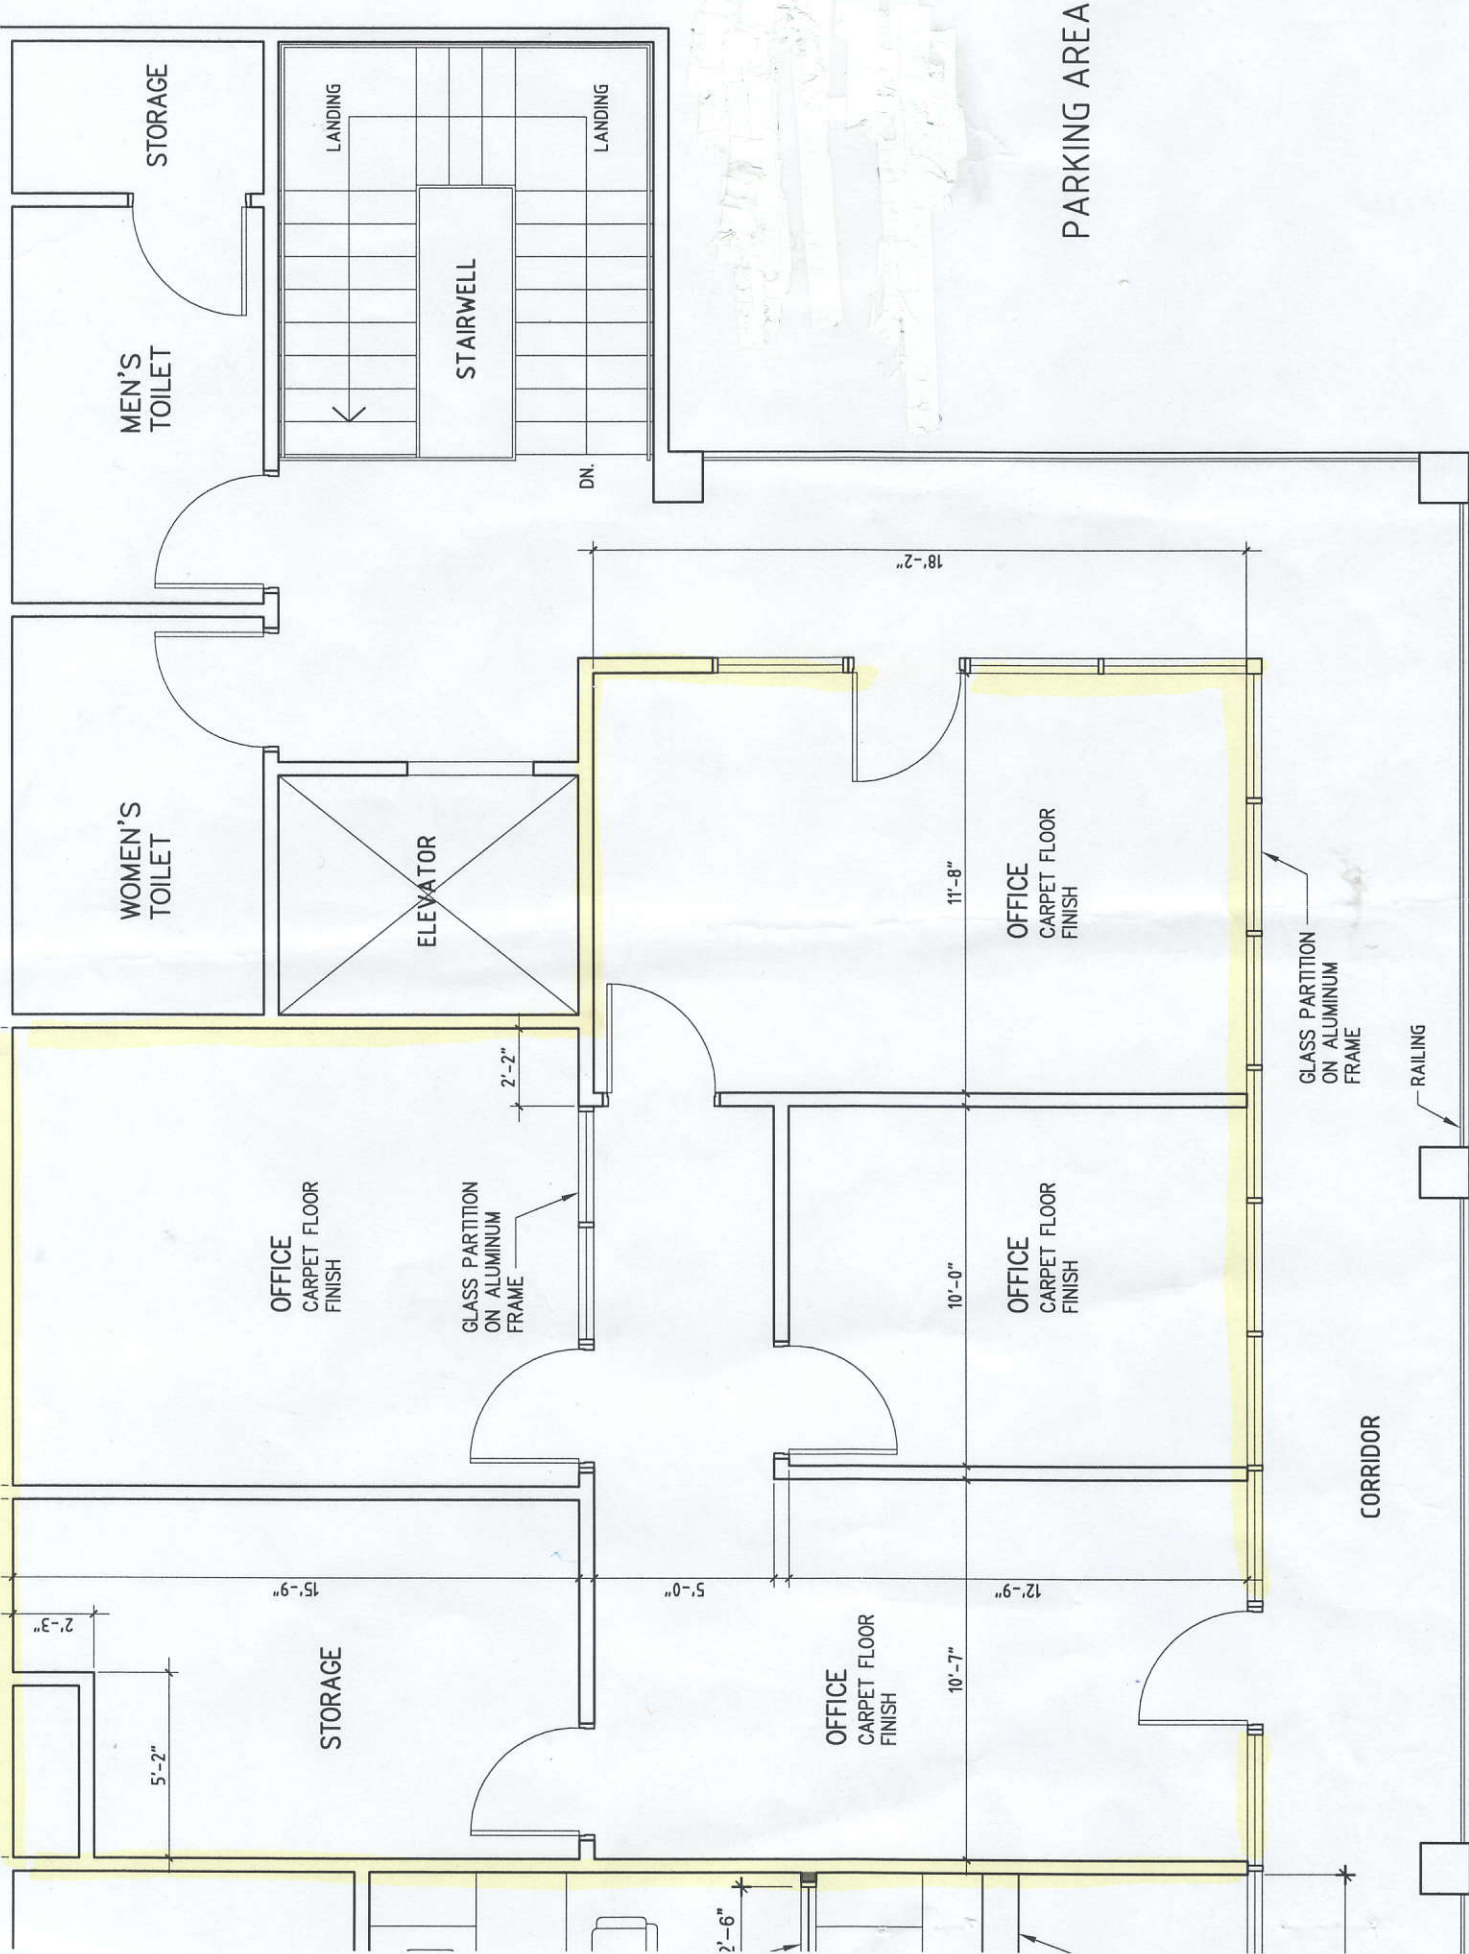 STORAGE
LANDING
LANDING
PARKING AREA
STAIRWELL
MEN'S
TOILET
DN.
18'-2"
WOMEN'S
TOILET
ELEVATOR
11'-8"
OFFICE
CARPET FLOOR
FINISH
GLASS PARTITION
ON ALUMINUM
FRAME
RAILING
2'-2"
OFFICE
CARPET FLOOR
FINISH
GLASS PARTITION
ON ALUMINUM
FRAME
10'-0"
OFFICE
CARPET FLOOR
FINISH
CORRIDOR
15'-9"
5'-0"
12'-9"
2'-3"
STORAGE
5'-2"
OFFICE
CARPET FLOOR
FINISH
10'-7"
2'-6"